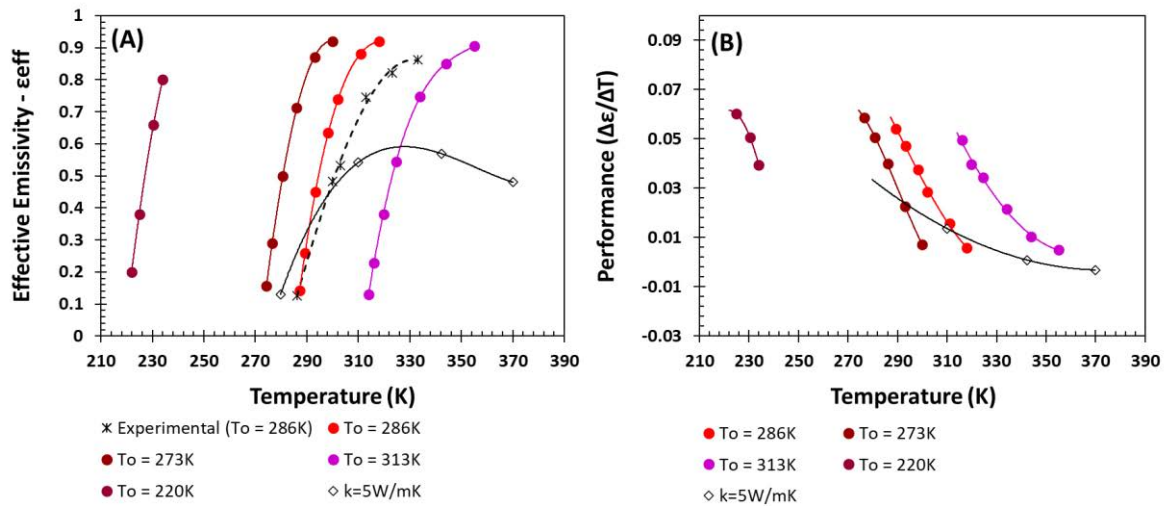 (A)
Effective Emissivity - εeff
1
0.9
0.8
0.7
0.6
0.5
0.4
0.3
0.2
0.1
0
210 230 250 270 290 310 330 350 370 390
Temperature (K)
Experimental (To = 286K) To = 286K
To = 273K To = 313K
To = 220K k=5W/mK
(B)
Performance (Δε/ΔT)
0.09
0.07
0.05
0.03
0.01
-0.01
-0.03
210 230 250 270 290 310 330 350 370 390
Temperature (K)
To = 286K To = 273K
To = 313K To = 220K
k=5W/mK